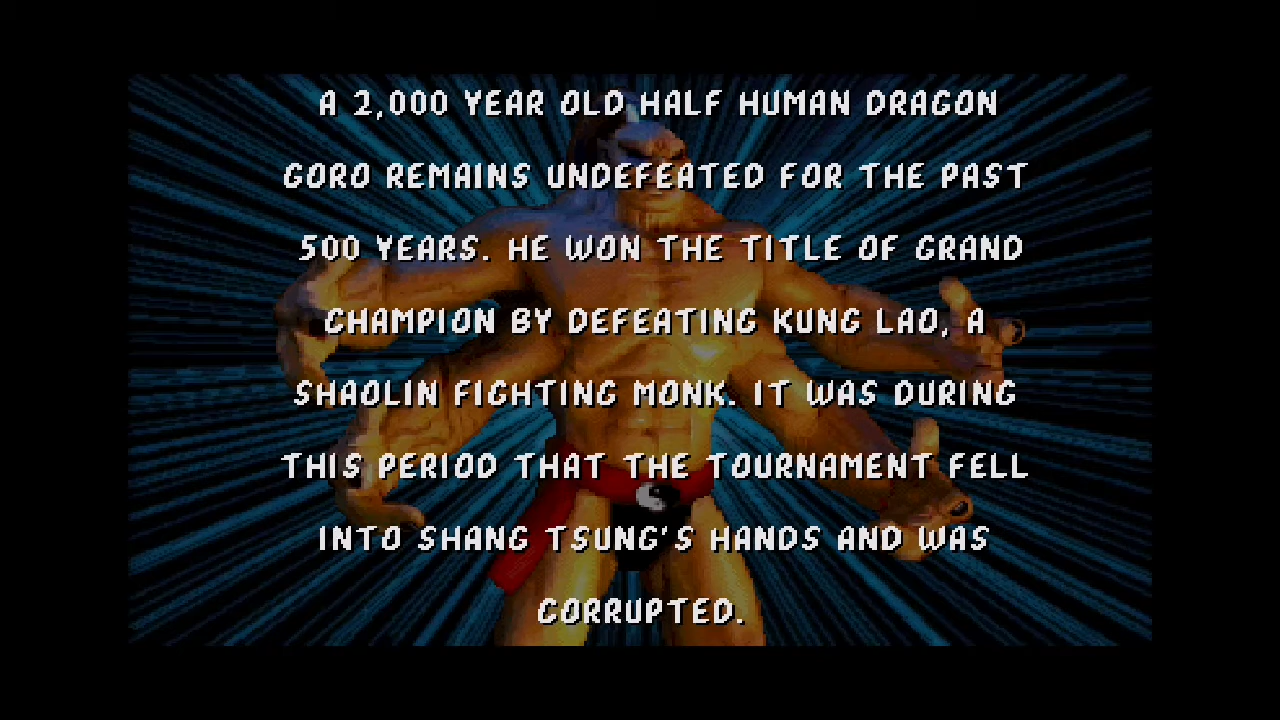 A 2,000 YEAR OLD HALF HUMAN DRAGON
GORO REMAINS UNDEFEATED FOR THE PAST
500 YEARS. HE WON THE TITLE OF GRAND
CHAMPION BY DEFEATING KUNG LAO, A
SHAOLIN FIGHTING MONK. IT WAS DURING
THIS PERIOD THAT THE TOURNAMENT FELL
INTO SHANG TSUNG'S HANDS AND WAS
CORRUPTED.